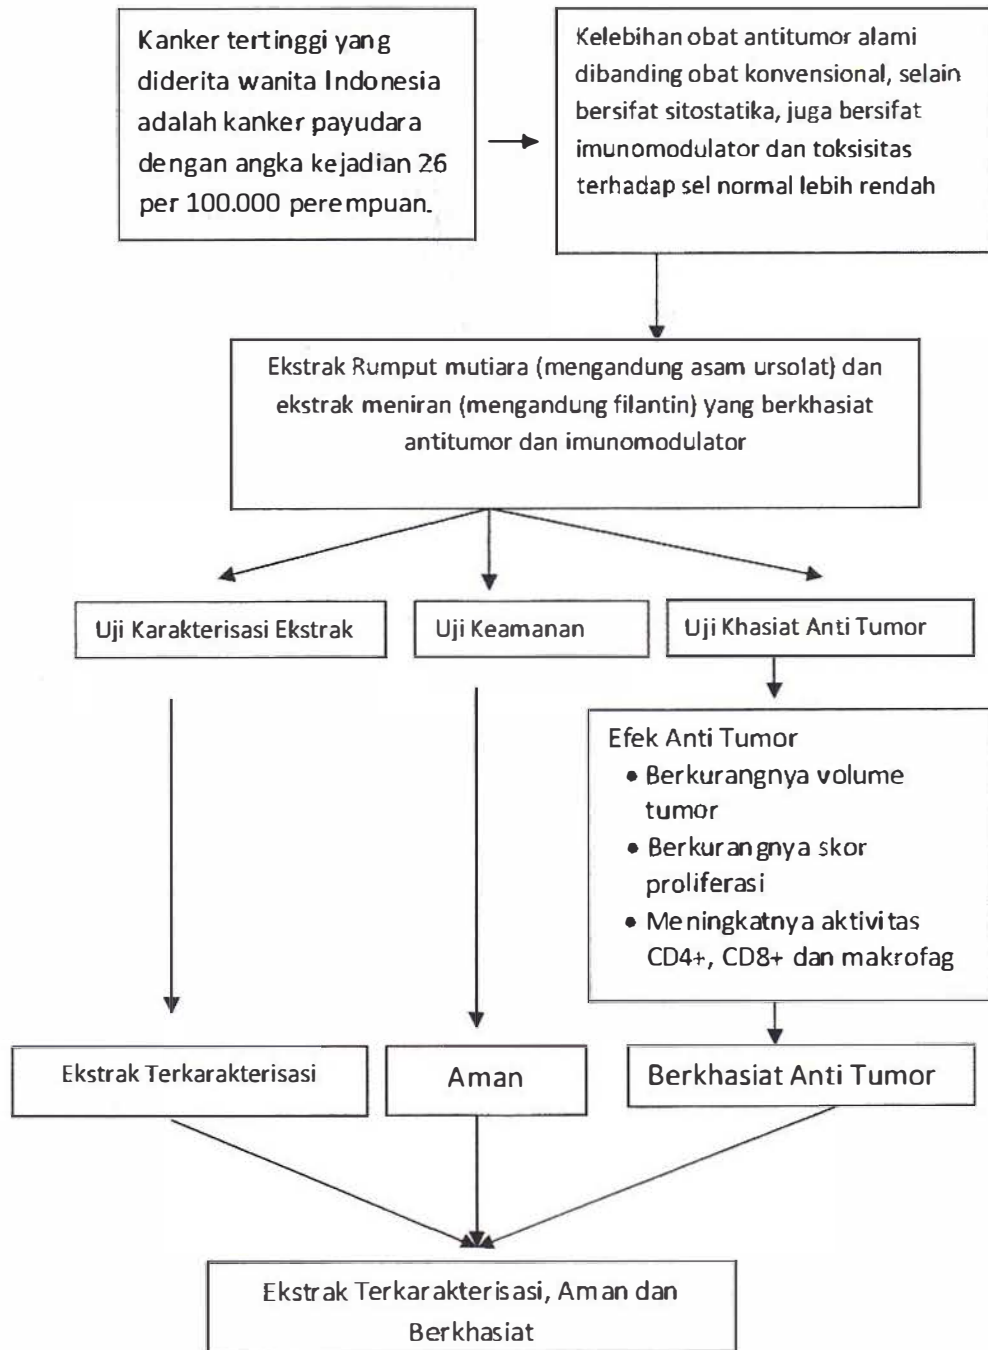 Kanker tertinggi yang
diderita wanita Indonesia
adalah kanker payudara
dengan angka kejadian 26
per 100.000 perempuan.
Kelebihan obat antitumor alami
dibanding obat konvensional, selain
bersifat sitostatika, juga bersifat
imunomodulator dan toksisitas
terhadap sel normal lebih rendah
Ekstrak Rumput mutiara (mengandung asam ursolat) dan
ekstrak meniran (mengandung filantin) yang berkhasiat
antitumor dan imunomodulator
Uji Karakterisasi Ekstrak
Uji Keamanan
Uji Khasiat Anti Tumor
Efek Anti Tumor
• Berkurangnya volume
tumor
• Berkurangnya skor
proliferasi
• Meningkatnya aktivitas
CD4+, CD8+ dan makrofag
Ekstrak Terkarakterisasi
Aman
Berkhasiat Anti Tumor
Ekstrak Terkarakterisasi, Aman dan
Berkhasiat